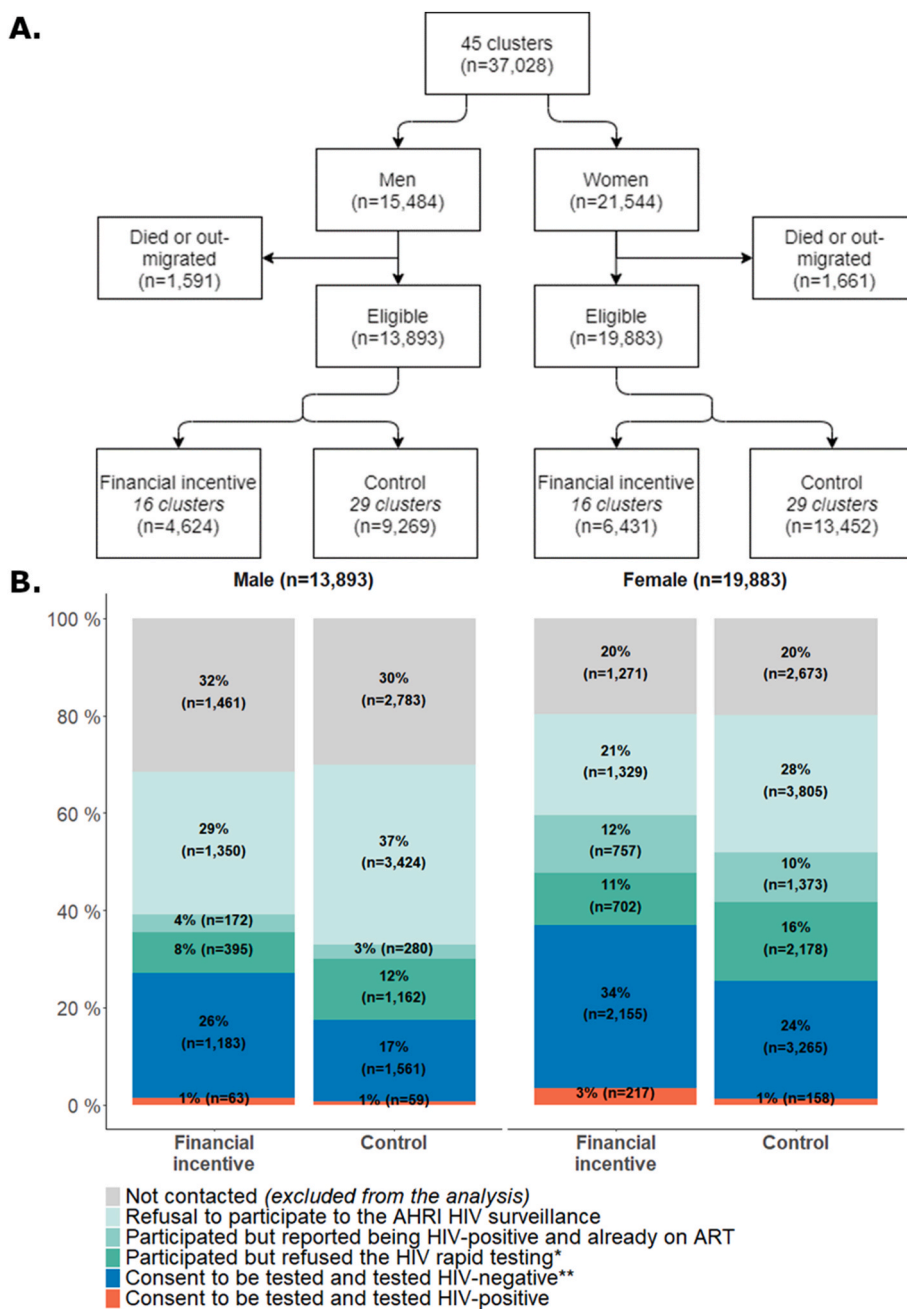 A.
45 clusters
(n=37,028)
Men
(n=15,484)
Women
(n=21,544)
Died or out-
migrated
(n=1,591)
Died or out-
migrated
(n=1,661)
Eligible
(n=13,893)
Eligible
(n=19,883)
Financial incentive
16 clusters
(n=4,624)
Control
29 clusters
(n=9,269)
Financial incentive
16 clusters
(n=6,431)
Control
29 clusters
(n=13,452)
B.
Male (n=13,893)
Female (n=19,883)
100 %
80 %
60 %
40 %
20 %
0 %
32%
(n=1,461)
29%
(n=1,350)
4% (n=172)
8% (n=395)
26%
(n=1,183)
1% (n=63)
30%
(n=2,783)
37%
(n=3,424)
3% (n=280)
12%
(n=1,162)
17%
(n=1,561)
1% (n=59)
20%
(n=1,271)
21%
(n=1,329)
12%
(n=757)
11%
(n=702)
34%
(n=2,155)
3% (n=217)
20%
(n=2,673)
28%
(n=3,805)
10%
(n=1,373)
16%
(n=2,178)
24%
(n=3,265)
1% (n=158)
Financial
incentive
Control
Financial
incentive
Control
Not contacted (excluded from the analysis)
Refusal to participate to the AHRI HIV surveillance
Participated but reported being HIV-positive and already on ART
Participated but refused the HIV rapid testing*
Consent to be tested and tested HIV-negative**
Consent to be tested and tested HIV-positive